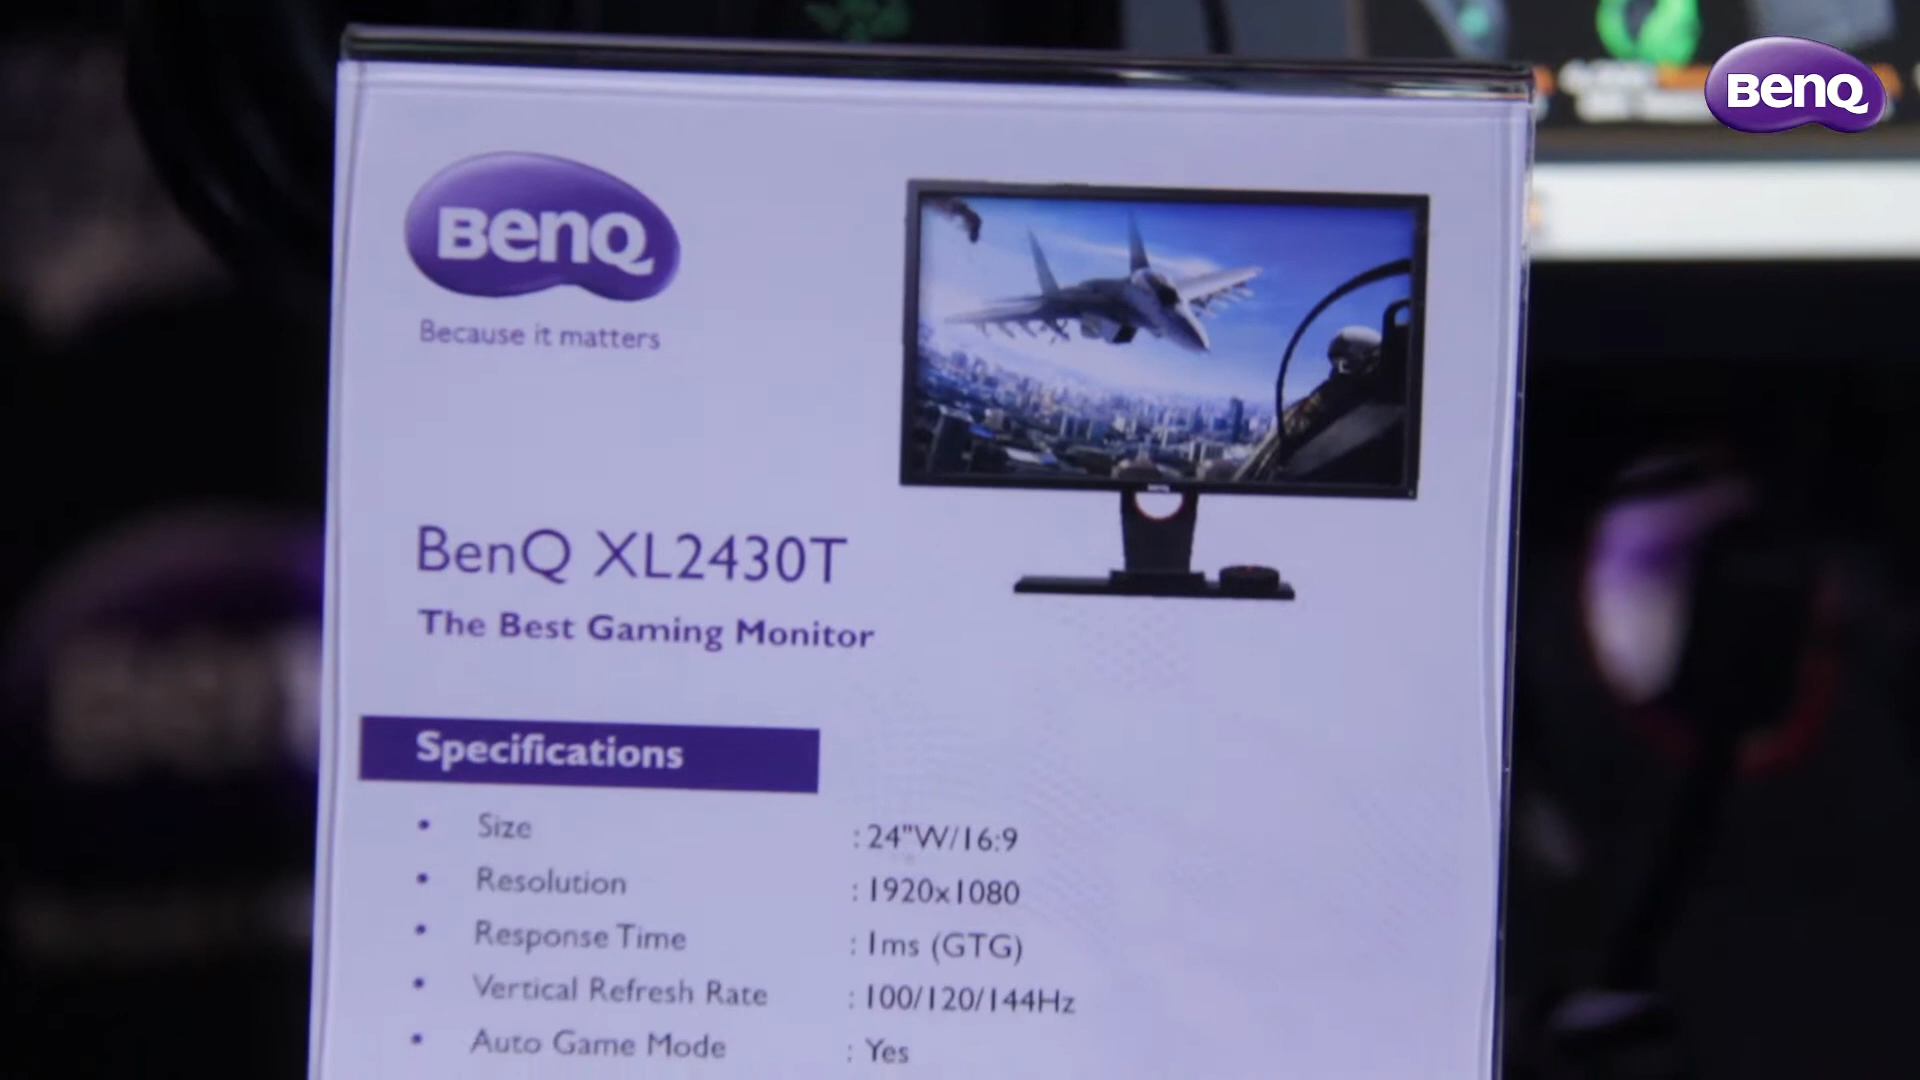 BenQ
BenQ
Because it matters
BenQ XL2430T
The Best Gaming Monitor
Specifications
• Size : 24"W/16:9
• Resolution : 1920x1080
• Response Time : 1ms (GTG)
• Vertical Refresh Rate : 100/120/144Hz
• Auto Game Mode : Yes